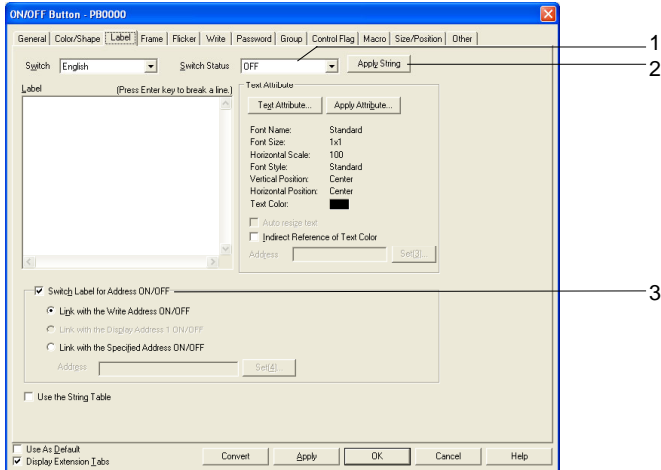 ON/OFF Button - PB0000
General Color/Shape Label Frame Flicker Write Password Group Control Flag Macro Size/Position Other
1
Switch English Switch Status OFF Apply String
2
Label (Press Enter key to break a line.)
Text Attribute
Text Attribute... Apply Attribute...
Font Name: Standard
Font Size: 1x1
Horizontal Scale: 100
Font Style: Standard
Vertical Position: Center
Horizontal Position: Center
Text Color:
Auto resize text
Indirect Reference of Text Color
Address Set(3)...
Switch Label for Address ON/OFF
3
Link with the Write Address ON/OFF
Link with the Display Address 1 ON/OFF
Link with the Specified Address ON/OFF
Address Set(4)...
Use the String Table
Use As Default
Display Extension Tabs
Convert Apply OK Cancel Help